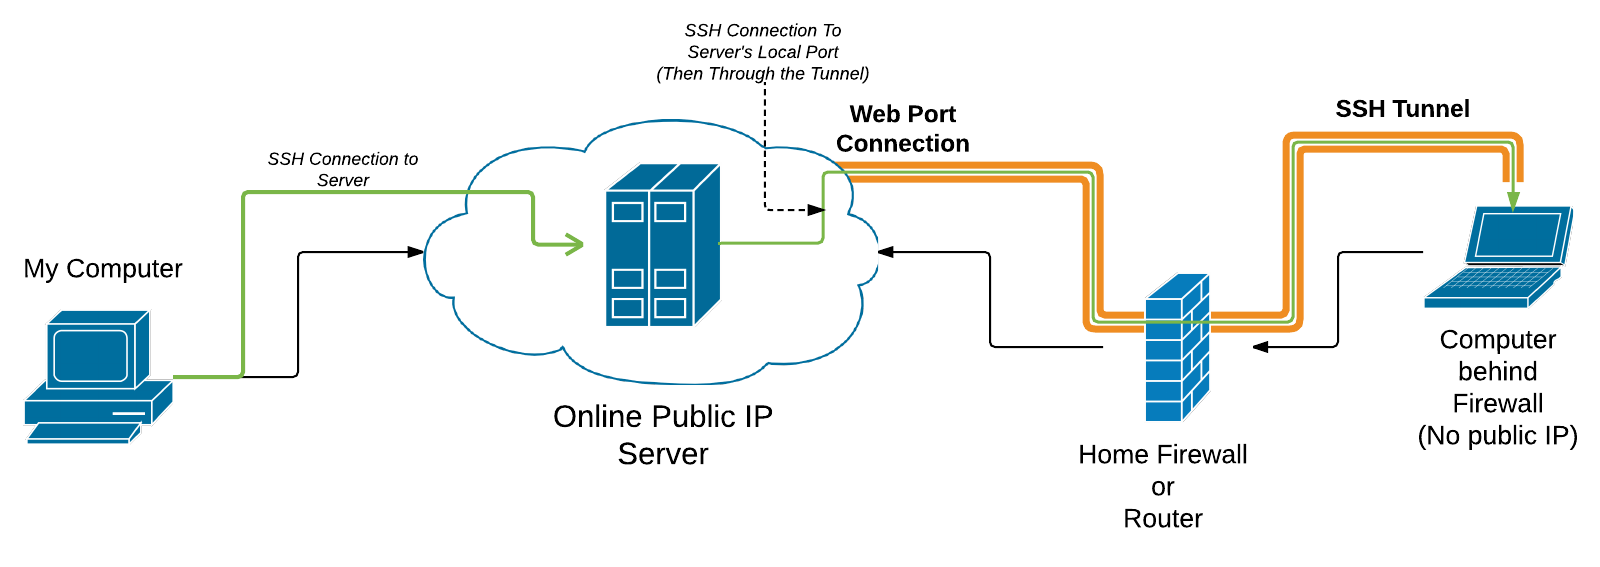 SSH Connection To
Server's Local Port
(Then Through the Tunnel)
Web Port
Connection
SSH Tunnel
SSH Connection to
Server
My Computer
Online Public IP
Server
Home Firewall
or
Router
Computer
behind
Firewall
(No public IP)